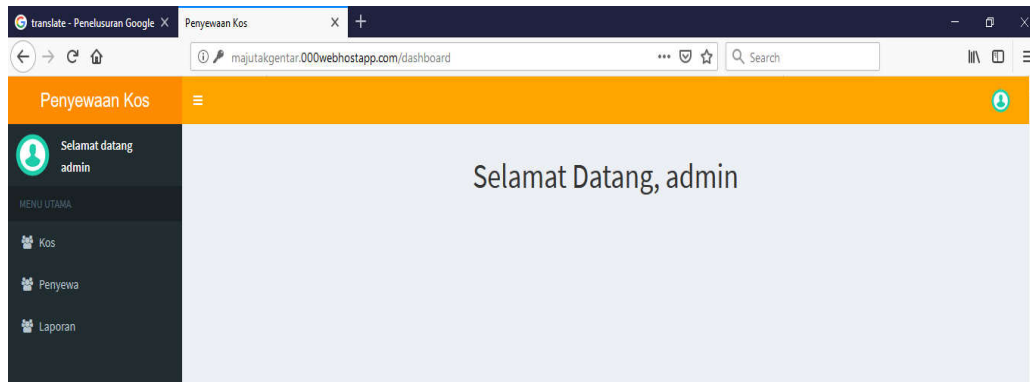 translate - Penelusuran Google
Penyewaan Kos
majutakgentar.000webhostapp.com/dashboard
Search
Penyewaan Kos
Selamat datang
admin
MENU UTAMA
Kos
Penyewa
Laporan
Selamat Datang, admin